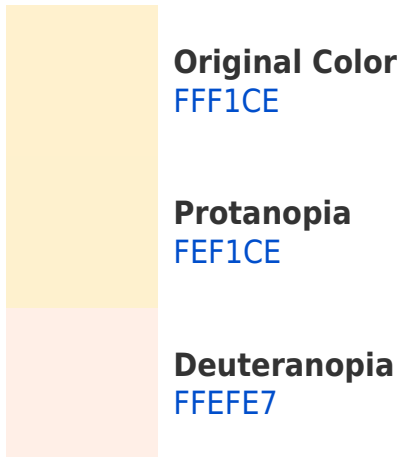 Original Color
FFF1CE
Protanopia
FEF1CE
Deuteranopia
FFEFE7